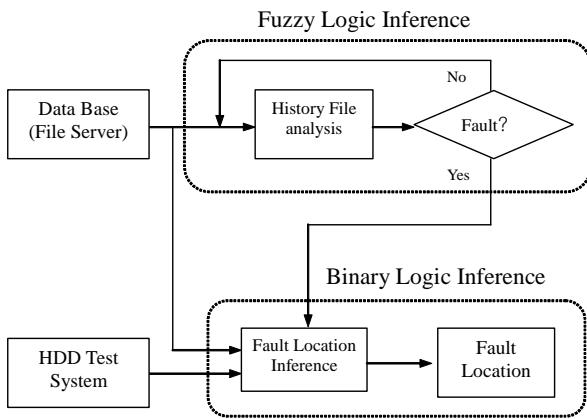 Fuzzy Logic Inference
No
Data Base
(File Server)
History File
analysis
Fault?
Yes
Binary Logic Inference
HDD Test
System
Fault Location
Inference
Fault
Location